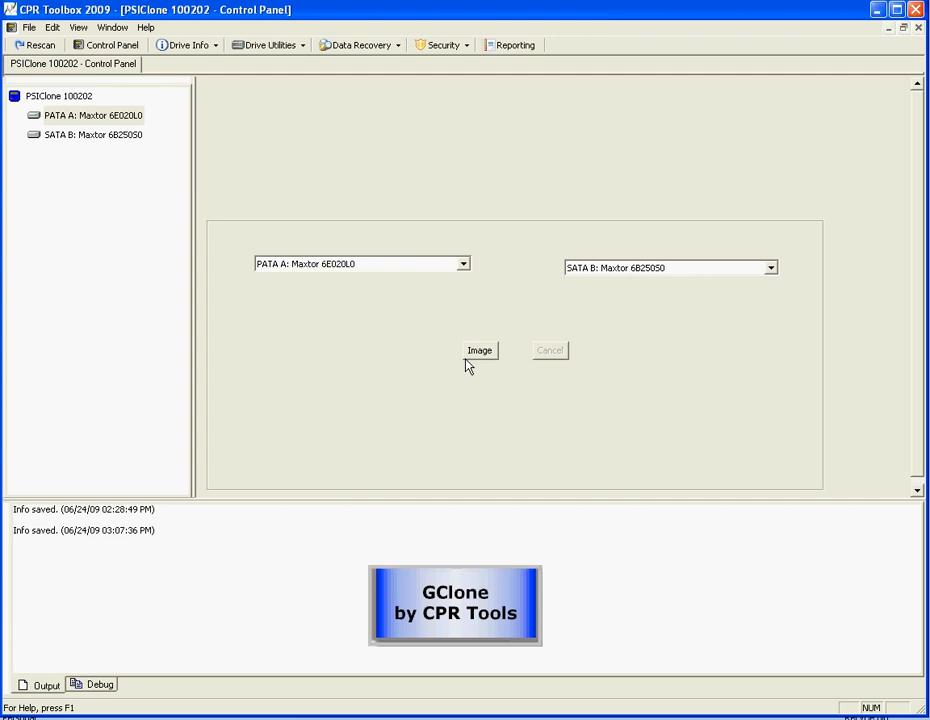 CPR Toolbox 2009 - [PSIClone 100202 - Control Panel]
File Edit View Window Help
Rescan Control Panel Drive Info Drive Utilities Data Recovery Security Reporting
PSIClone 100202 - Control Panel
PSIClone 100202
PATA A: Maxtor 6E020L0
SATA B: Maxtor 6B250S0
PATA A: Maxtor 6E020L0
SATA B: Maxtor 6B250S0
Image Cancel
Info saved. (06/24/09 02:28:49 PM)
Info saved. (06/24/09 03:07:36 PM)
GClone
by CPR Tools
Output Debug
For Help, press F1 NUM